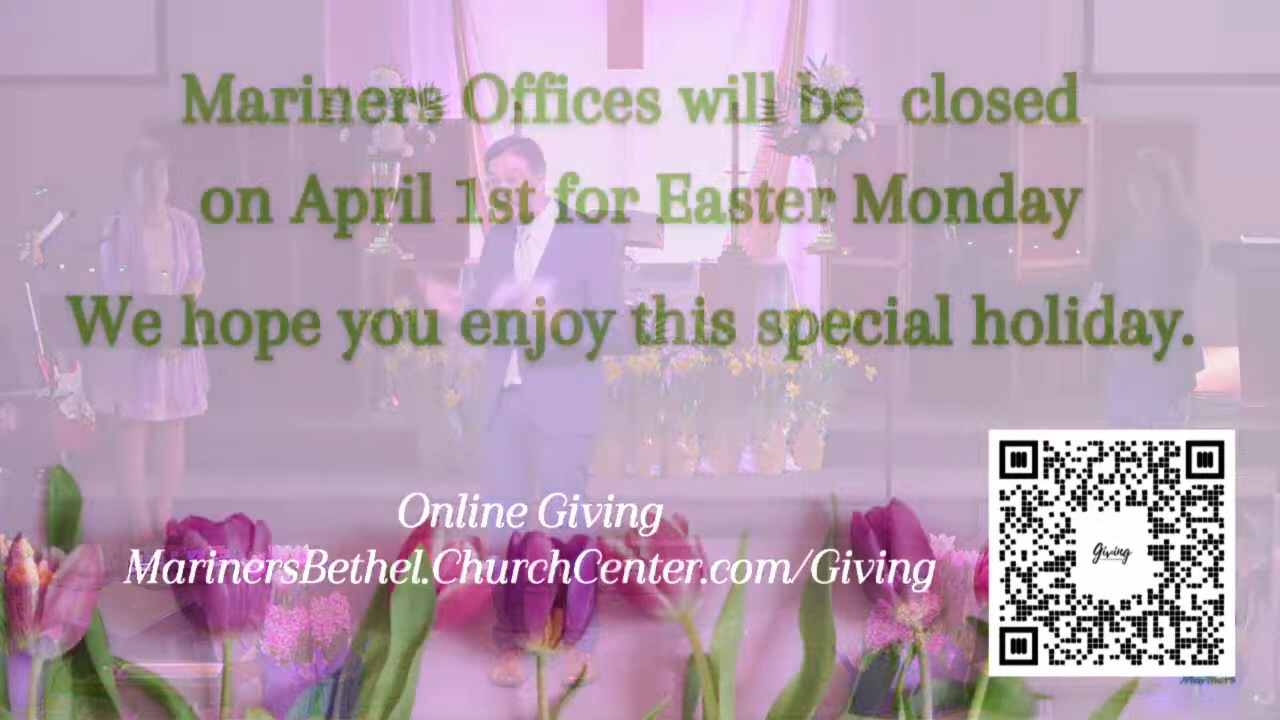 Mariners Offices will be closed
on April 1st for Easter Monday
We hope you enjoy this special holiday.
Online Giving
MarinersBethel.ChurchCenter.com/Giving
Giving
Mariners